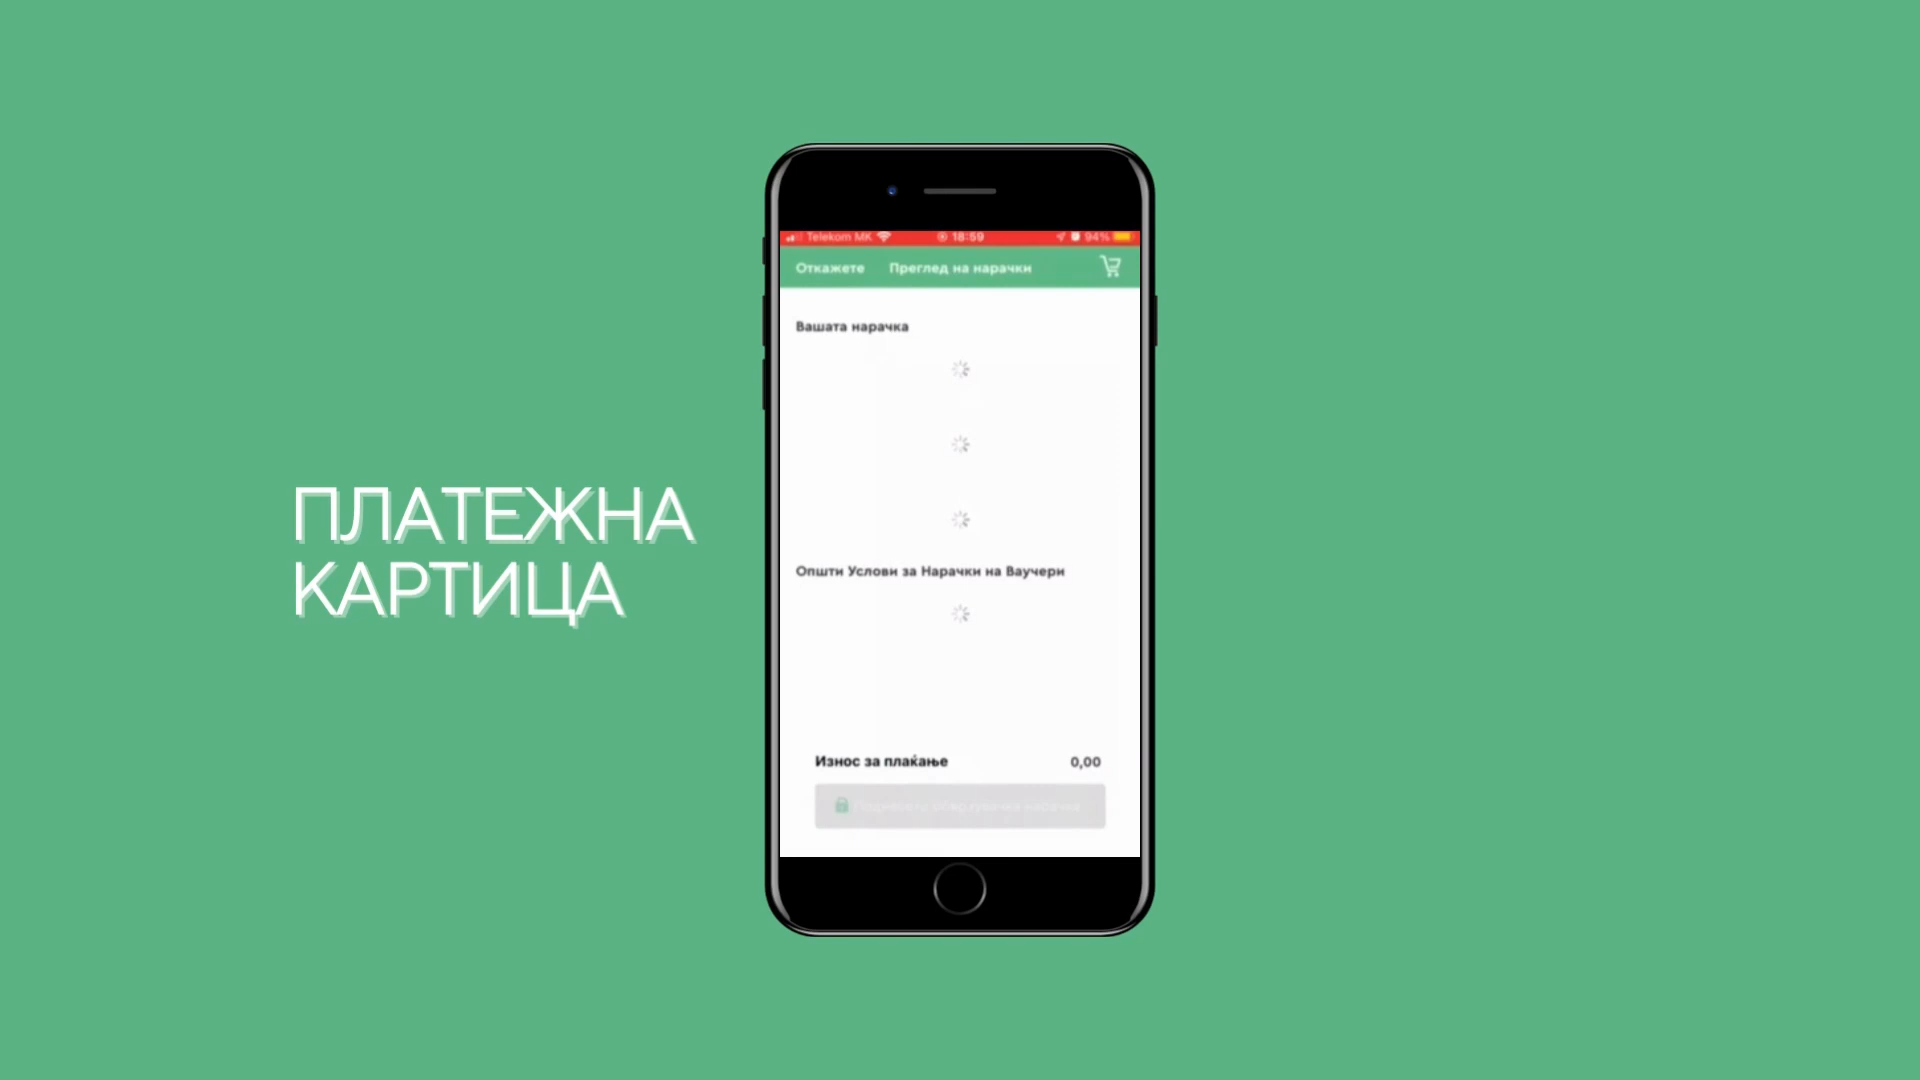 ПЛАТЕЖНА
КАРТИЦА
Telekom MK 18:59 94%
Откажете Преглед на нарачки
Вашата нарачка
Општи Услови за Нарачки на Ваучери
Износ за плаќање 0,00